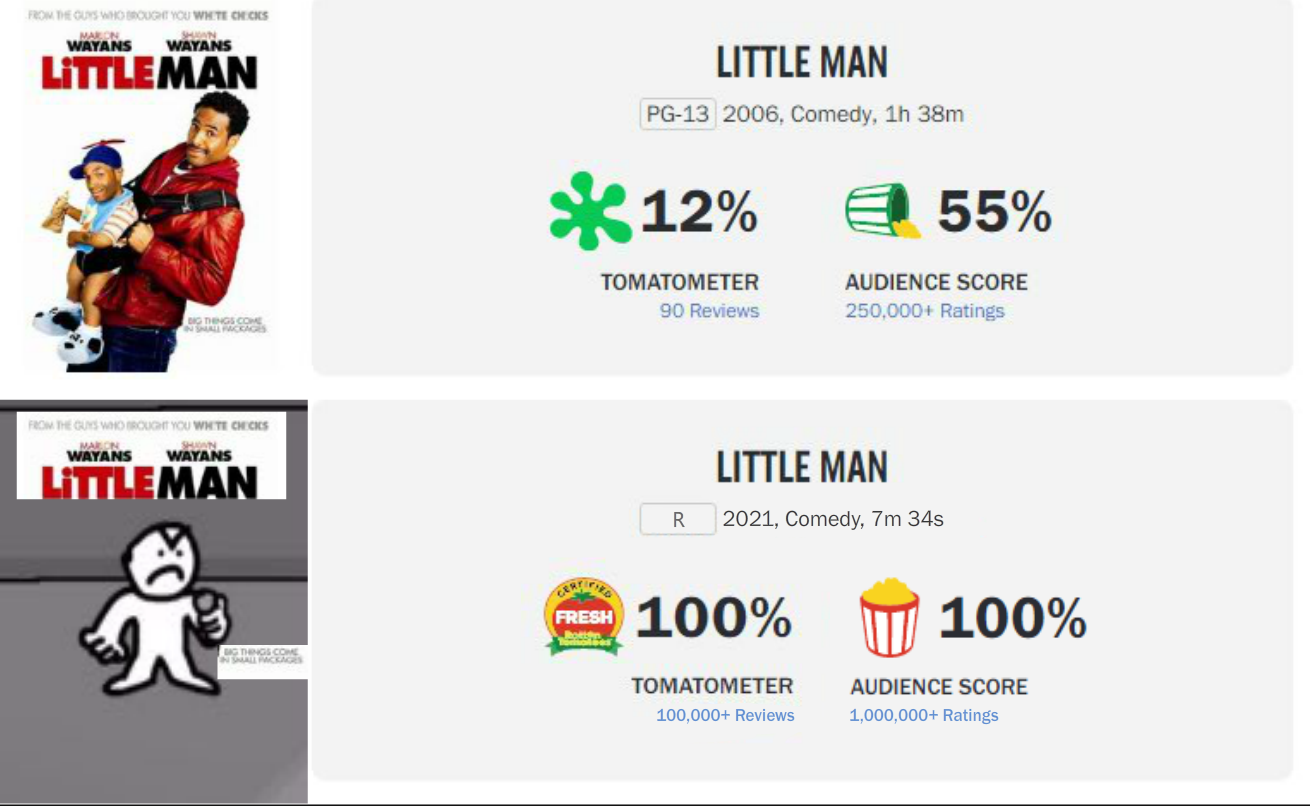 FROM THE GUYS WHO BROUGHT YOU WHITE CHICKS
MARLON WAYANS SHAWN WAYANS
LiTTLEMAN
BIG THINGS COME
IN SMALL PACKAGES
LITTLE MAN
PG-13 2006, Comedy, 1h 38m
12% 55%
TOMATOMETER AUDIENCE SCORE
90 Reviews 250,000+ Ratings
FROM THE GUYS WHO BROUGHT YOU WHITE CHICKS
MARLON WAYANS SHAWN WAYANS
LiTTLEMAN
BIG THINGS COME
IN SMALL PACKAGES
LITTLE MAN
R 2021, Comedy, 7m 34s
CERTIFIED
FRESH
Rotten
Tomatoes
100% 100%
TOMATOMETER AUDIENCE SCORE
100,000+ Reviews 1,000,000+ Ratings